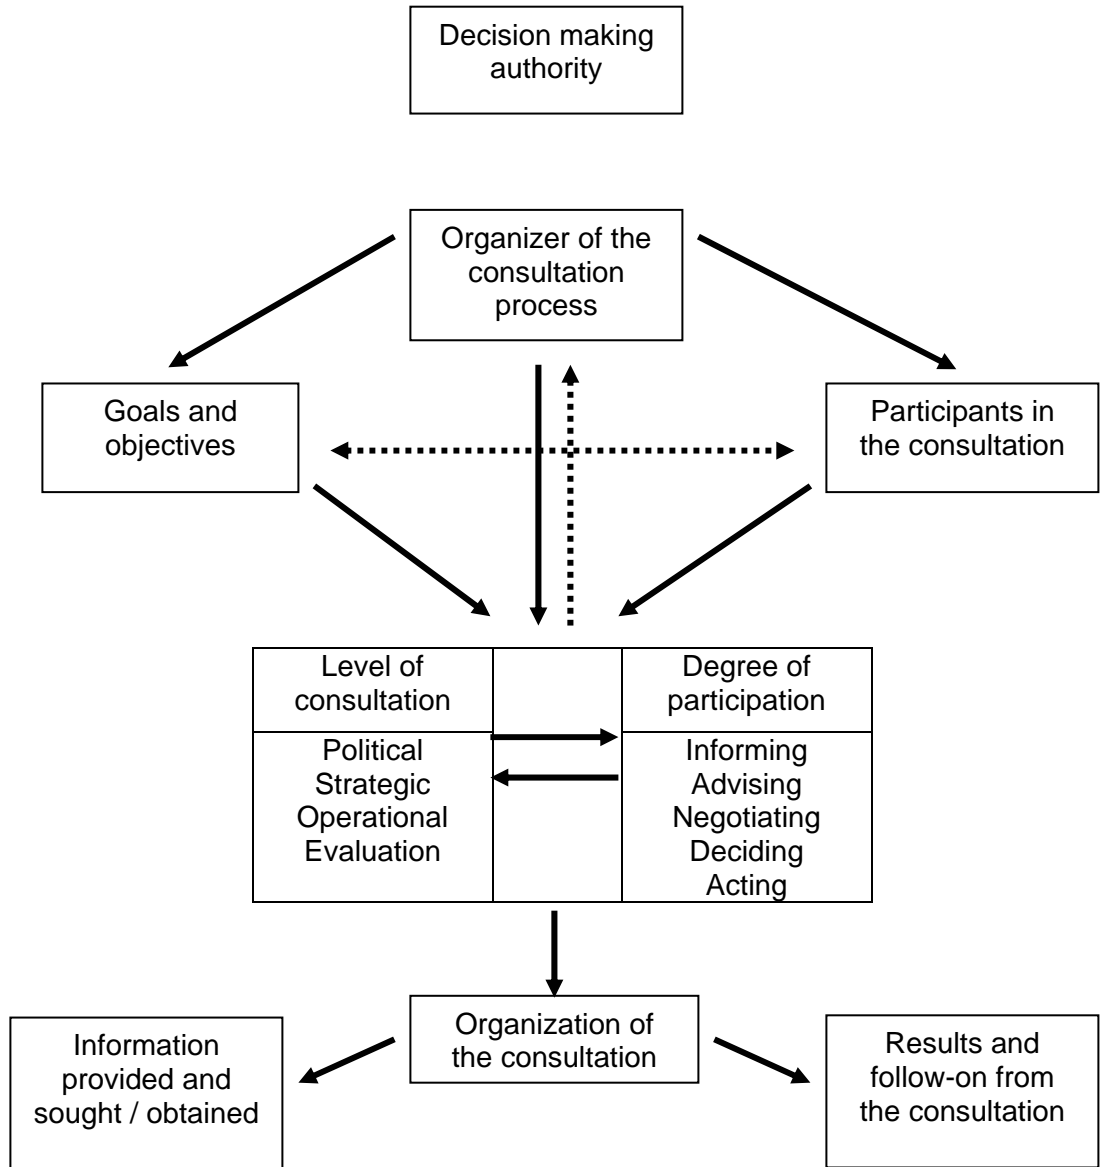 Decision making
authority
Organizer of the
consultation
process
Goals and
objectives
Participants in
the consultation
Level of
consultation
Degree of
participation
Political
Strategic
Operational
Evaluation
Informing
Advising
Negotiating
Deciding
Acting
Organization of
the consultation
Information
provided and
sought / obtained
Results and
follow-on from
the consultation